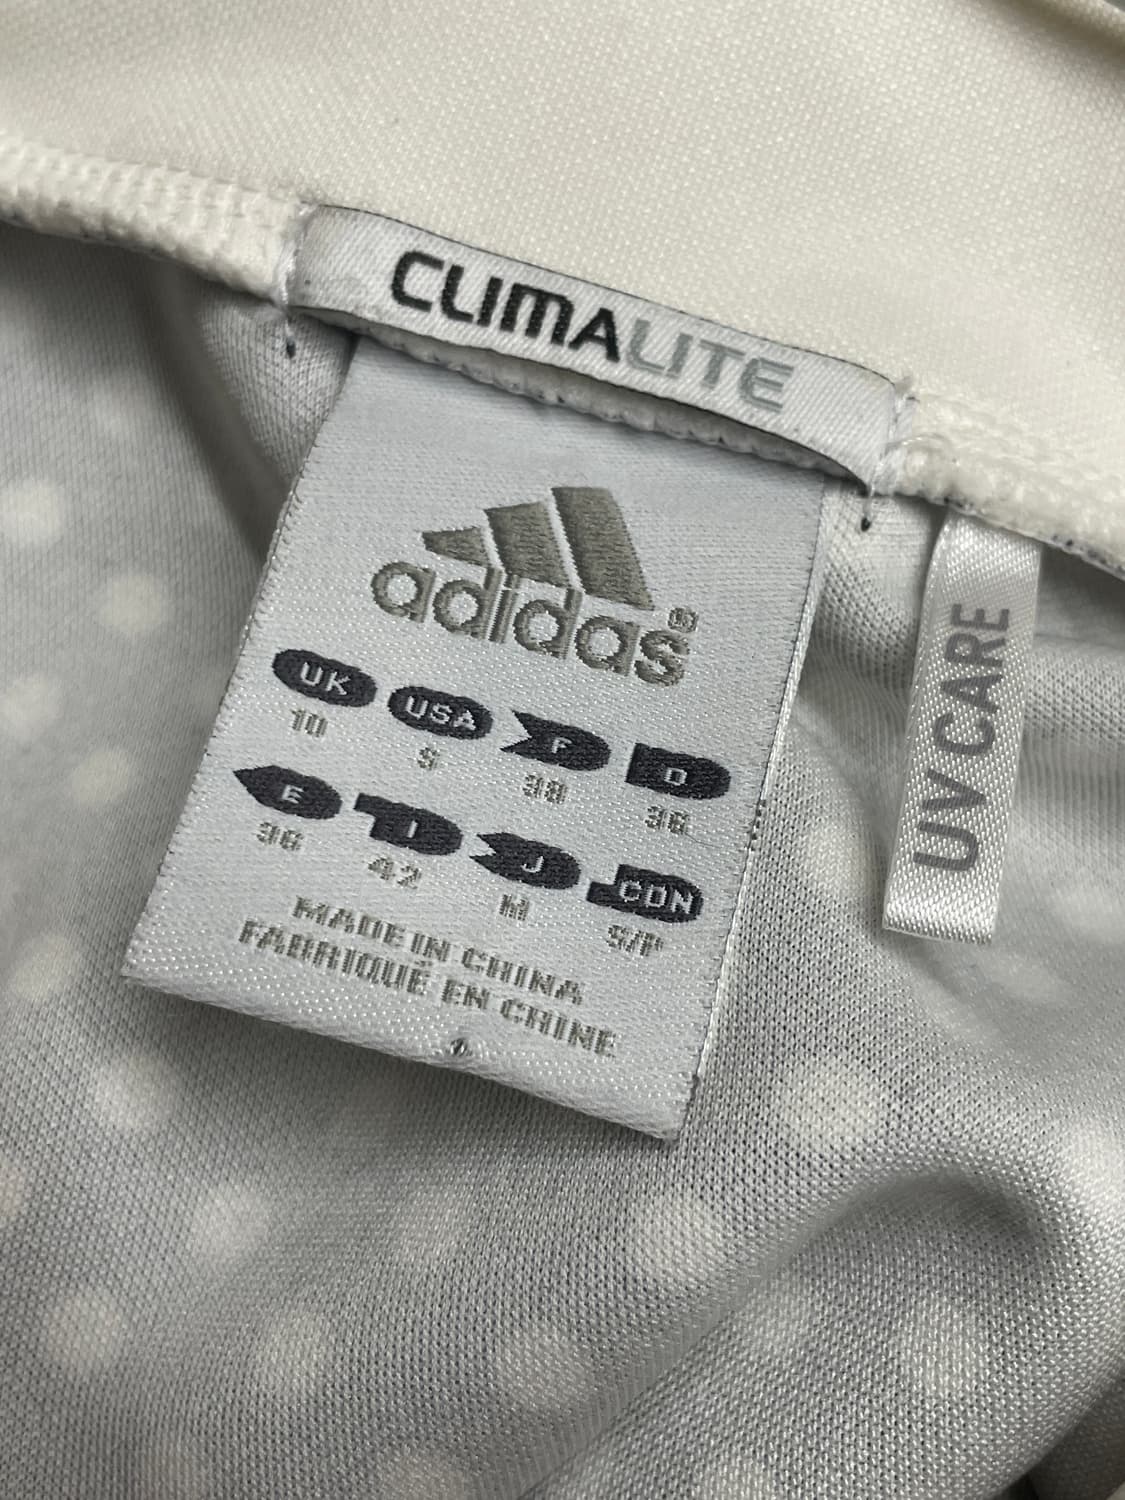 CLIMALITE
adidas®
UK USA F D
10 S 38 36
E I J CDN
36 42 M S/P
MADE IN CHINA
FABRIQUÉ EN CHINE
UV CARE